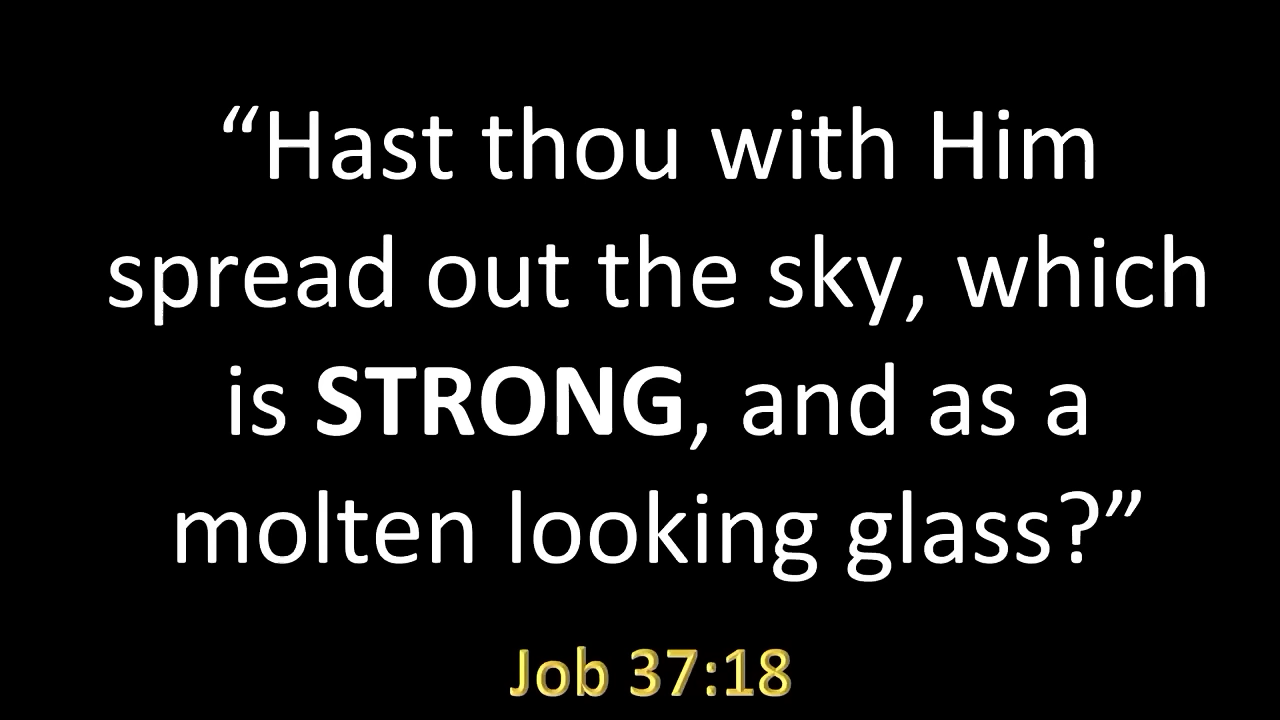 “Hast thou with Him
spread out the sky, which
is STRONG, and as a
molten looking glass?”
Job 37:18